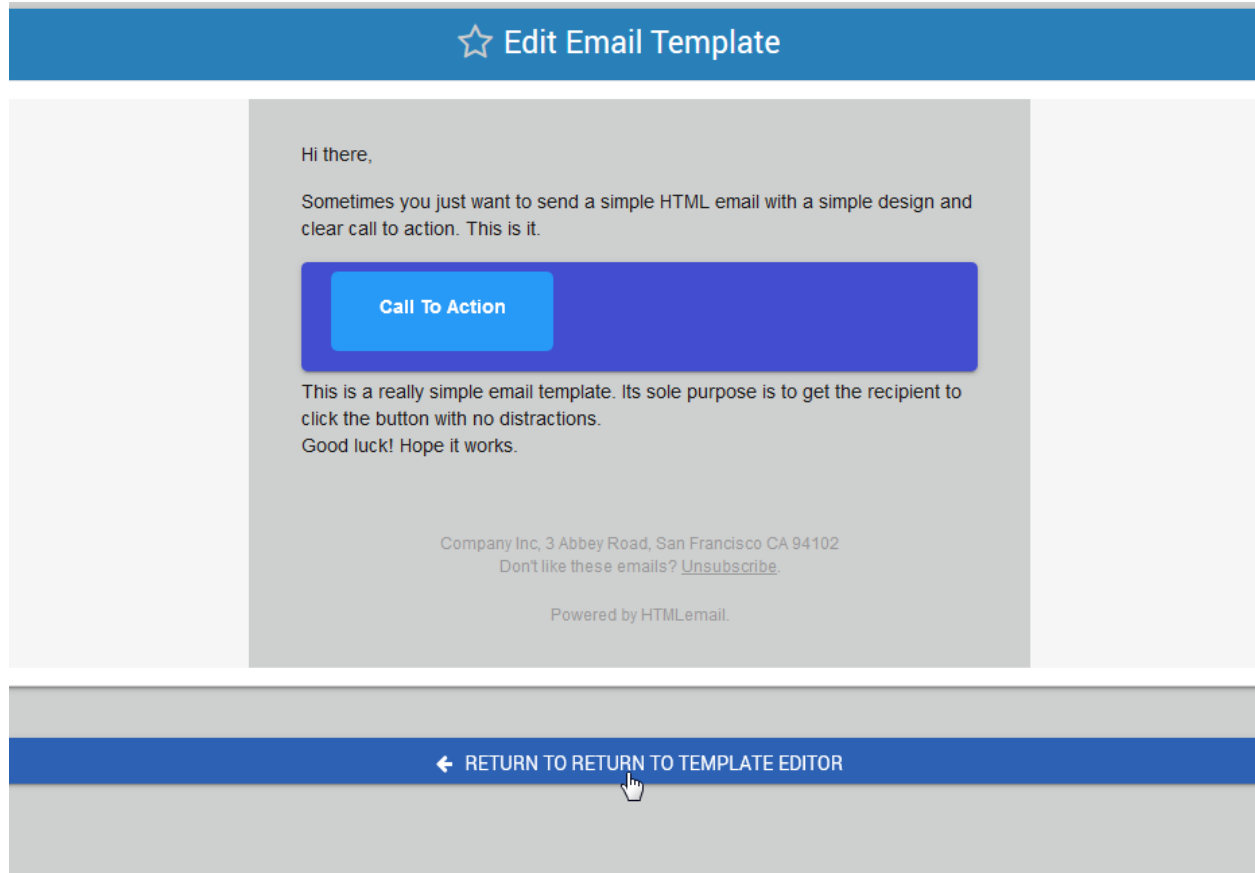 Edit Email Template
Hi there,
Sometimes you just want to send a simple HTML email with a simple design and
clear call to action. This is it.
Call To Action
This is a really simple email template. Its sole purpose is to get the recipient to
click the button with no distractions.
Good luck! Hope it works.
Company Inc, 3 Abbey Road, San Francisco CA 94102
Don't like these emails? Unsubscribe.
Powered by HTMLemail.
RETURN TO RETURN TO TEMPLATE EDITOR